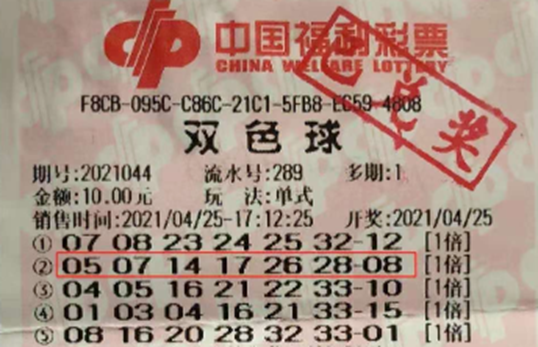 中国福利彩票
CHINA WELFARE LOTTERY
已兑奖
F8CB-095C-C86C-21C1-5FB8-EC59-4808
双色球
期号:2021044 流水号:289 多期:1
金额:10.00元 玩 法:单式
销售时间:2021/04/25-17:12:25 开奖:2021/04/25
① 07 08 23 24 25 32-12 [1倍]
② 05 07 14 17 26 28-08 [1倍]
③ 04 05 16 21 22 33-10 [1倍]
④ 01 03 04 16 21 33-15 [1倍]
⑤ 08 16 20 28 32 33-01 [1倍]